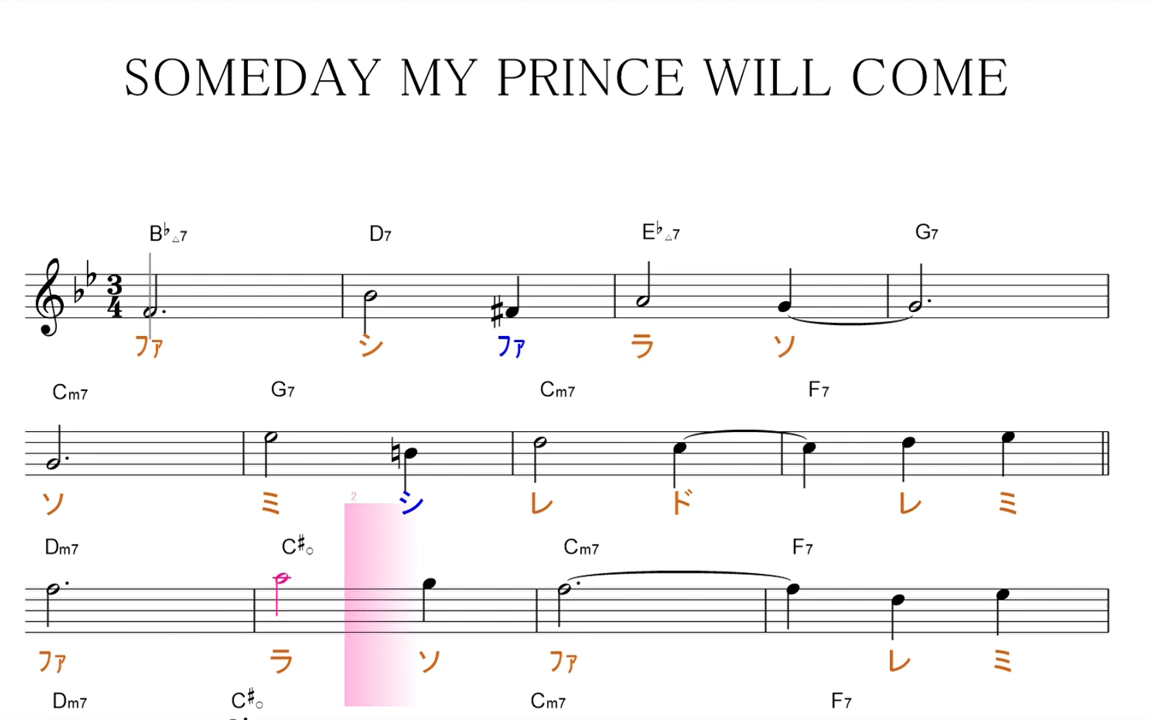 SOMEDAY MY PRINCE WILL COME
B♭△7 D7 E♭△7 G7
3
4
ファ シ ファ ラ ソ
Cm7 G7 Cm7 F7
ソ ミ シ レ ド レ ミ
2
Dm7 C♯○ Cm7 F7
ファ ラ ソ ファ レ ミ
Dm7 C♯○ Cm7 F7